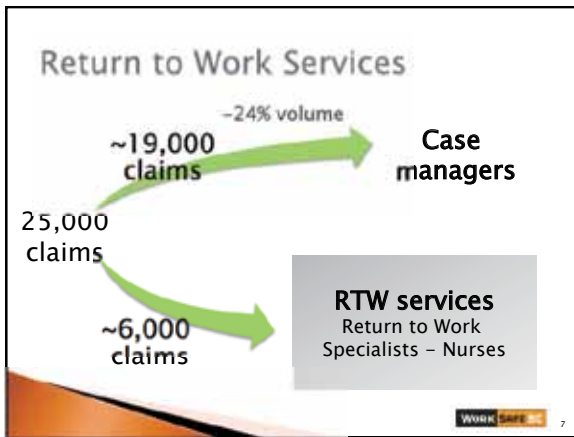 Return to Work Services
-24% volume
~19,000
claims
Case
managers
25,000
claims
RTW services
Return to Work
Specialists – Nurses
~6,000
claims
WORK SAFE BC
7